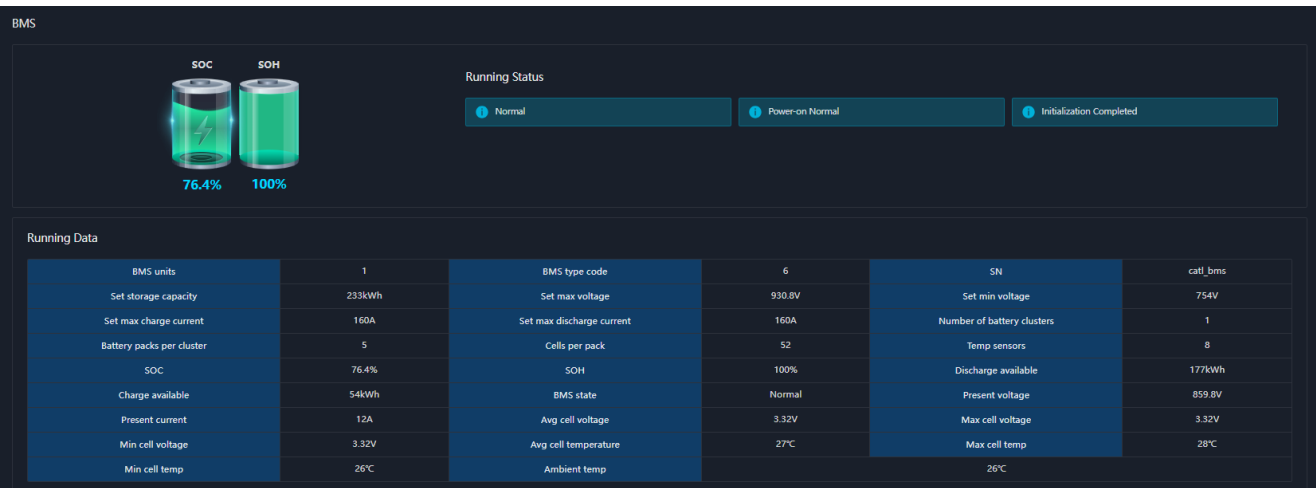 BMS
SOC SOH
76.4% 100%
Running Status
Normal Power-on Normal Initialization Completed
Running Data
BMS units 1 BMS type code 6 SN catl_bms
Set storage capacity 233kWh Set max voltage 930.8V Set min voltage 754V
Set max charge current 160A Set max discharge current 160A Number of battery clusters 1
Battery packs per cluster 5 Cells per pack 52 Temp sensors 8
SOC 76.4% SOH 100% Discharge available 177kWh
Charge available 54kWh BMS state Normal Present voltage 859.8V
Present current 12A Avg cell voltage 3.32V Max cell voltage 3.32V
Min cell voltage 3.32V Avg cell temperature 27℃ Max cell temp 28℃
Min cell temp 26℃ Ambient temp 26℃